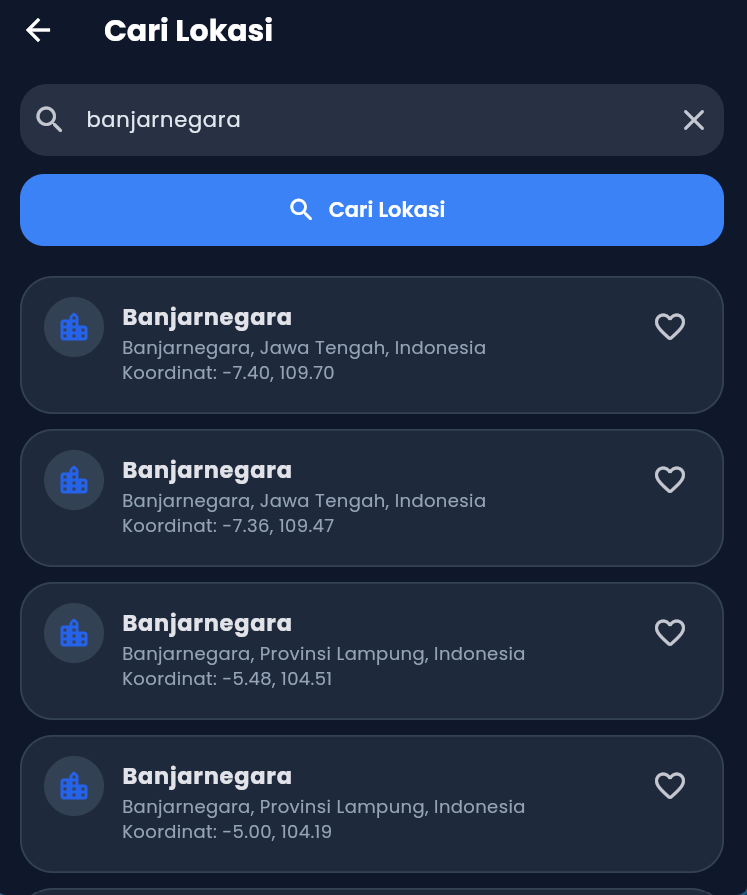 Cari Lokasi
banjarnegara
Cari Lokasi
Banjarnegara
Banjarnegara, Jawa Tengah, Indonesia
Koordinat: -7.40, 109.70
Banjarnegara
Banjarnegara, Jawa Tengah, Indonesia
Koordinat: -7.36, 109.47
Banjarnegara
Banjarnegara, Provinsi Lampung, Indonesia
Koordinat: -5.48, 104.51
Banjarnegara
Banjarnegara, Provinsi Lampung, Indonesia
Koordinat: -5.00, 104.19